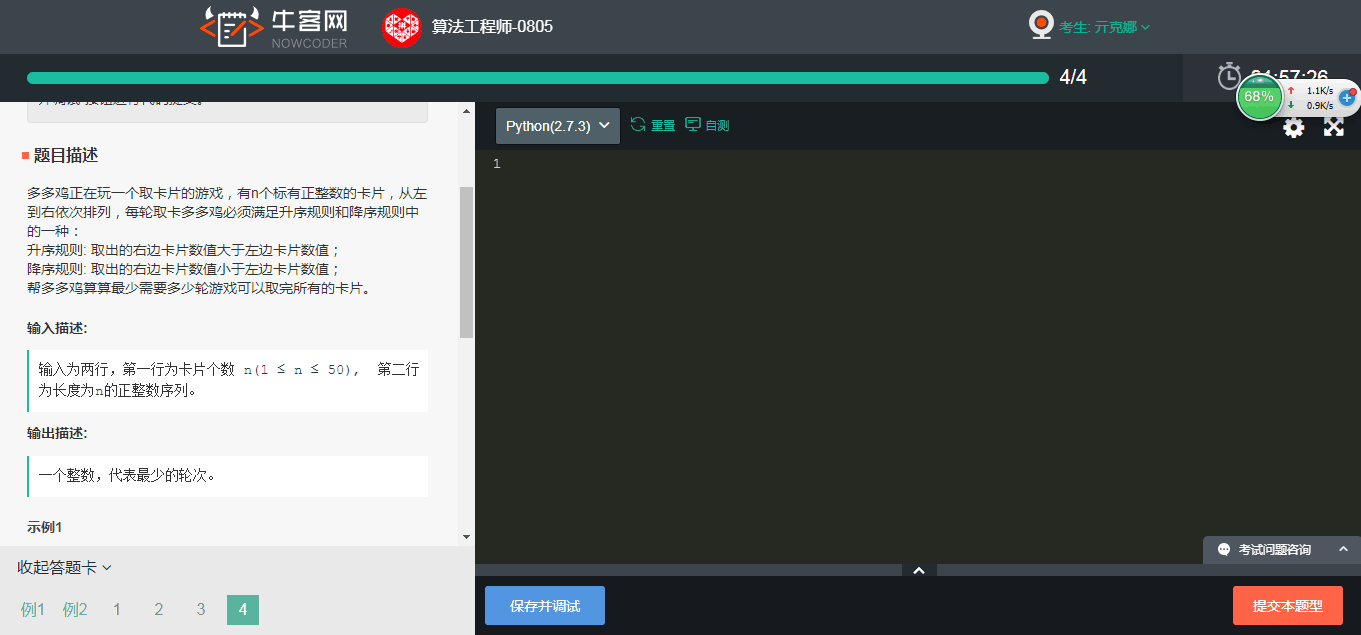 牛客网
NOWCODER
算法工程师-0805
考生: 亓克娜
4/4
68%
1.1K/s
0.9K/s
Python(2.7.3)
重置
自测
1
题目描述
多多鸡正在玩一个取卡片的游戏，有n个标有正整数的卡片，从左
到右依次排列，每轮取卡多多鸡必须满足升序规则和降序规则中
的一种：
升序规则: 取出的右边卡片数值大于左边卡片数值；
降序规则: 取出的右边卡片数值小于左边卡片数值；
帮多多鸡算算最少需要多少轮游戏可以取完所有的卡片。
输入描述:
输入为两行，第一行为卡片个数 n(1 ≤ n ≤ 50)， 第二行
为长度为n的正整数序列。
输出描述:
一个整数，代表最少的轮次。
示例1
收起答题卡
例1 例2 1 2 3 4
考试问题咨询
保存并调试
提交本题型